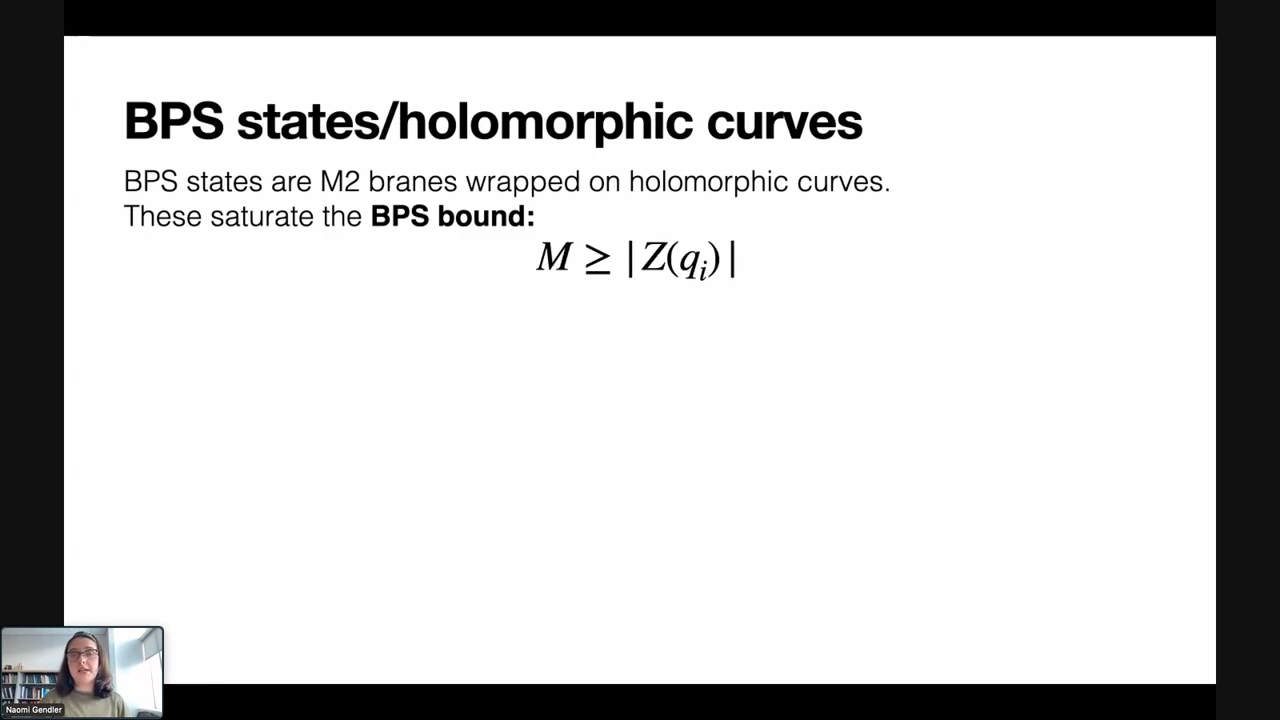 BPS states/holomorphic curves
BPS states are M2 branes wrapped on holomorphic curves.
These saturate the BPS bound:
M ≥ |Z(qᵢ)|
Naomi Gendler